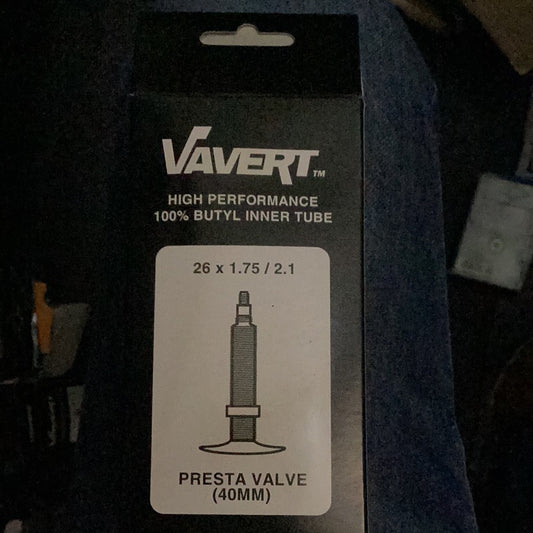 VAVERT™
HIGH PERFORMANCE
100% BUTYL INNER TUBE
26 x 1.75 / 2.1
PRESTA VALVE
(40MM)